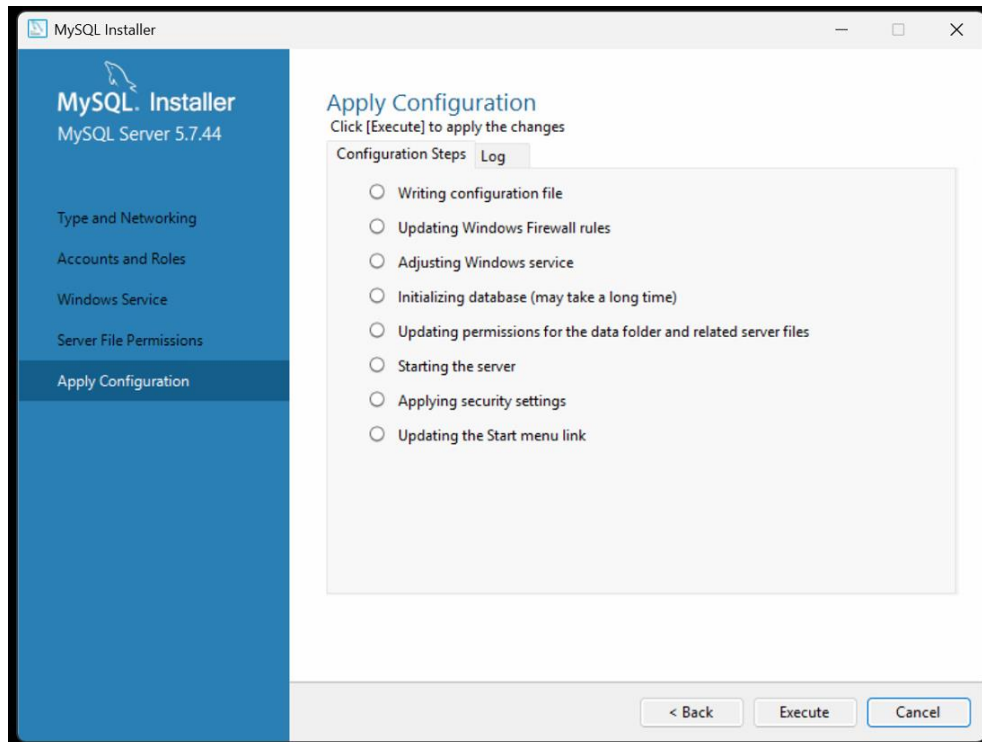 MySQL Installer
MySQL. Installer
MySQL Server 5.7.44
Type and Networking
Accounts and Roles
Windows Service
Server File Permissions
Apply Configuration
Apply Configuration
Click [Execute] to apply the changes
Configuration Steps Log
Writing configuration file
Updating Windows Firewall rules
Adjusting Windows service
Initializing database (may take a long time)
Updating permissions for the data folder and related server files
Starting the server
Applying security settings
Updating the Start menu link
< Back Execute Cancel